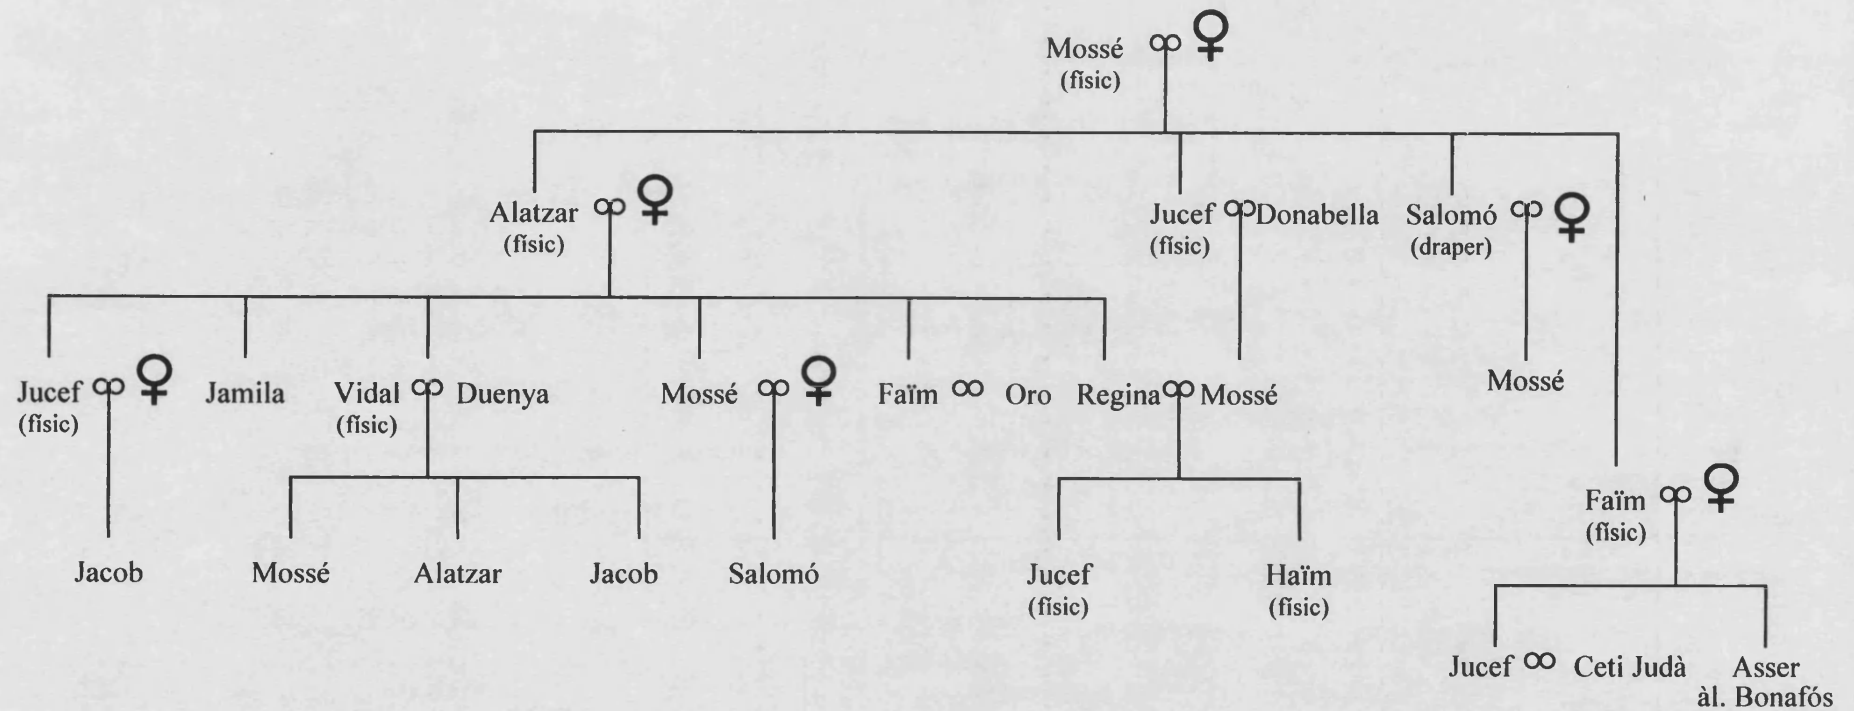 Mossé
(físic)
Alatzar
(físic)
Jucef Donabella
(físic)
Salomó
(draper)
Jucef
(físic)
Jamila
Vidal Duenya
(físic)
Mossé
Faïm Oro
Regina Mossé
Mossé
Faïm
(físic)
Jacob
Mossé
Alatzar
Jacob
Salomó
Jucef
(físic)
Haïm
(físic)
Jucef Ceti Judà
Asser
àl. Bonafós